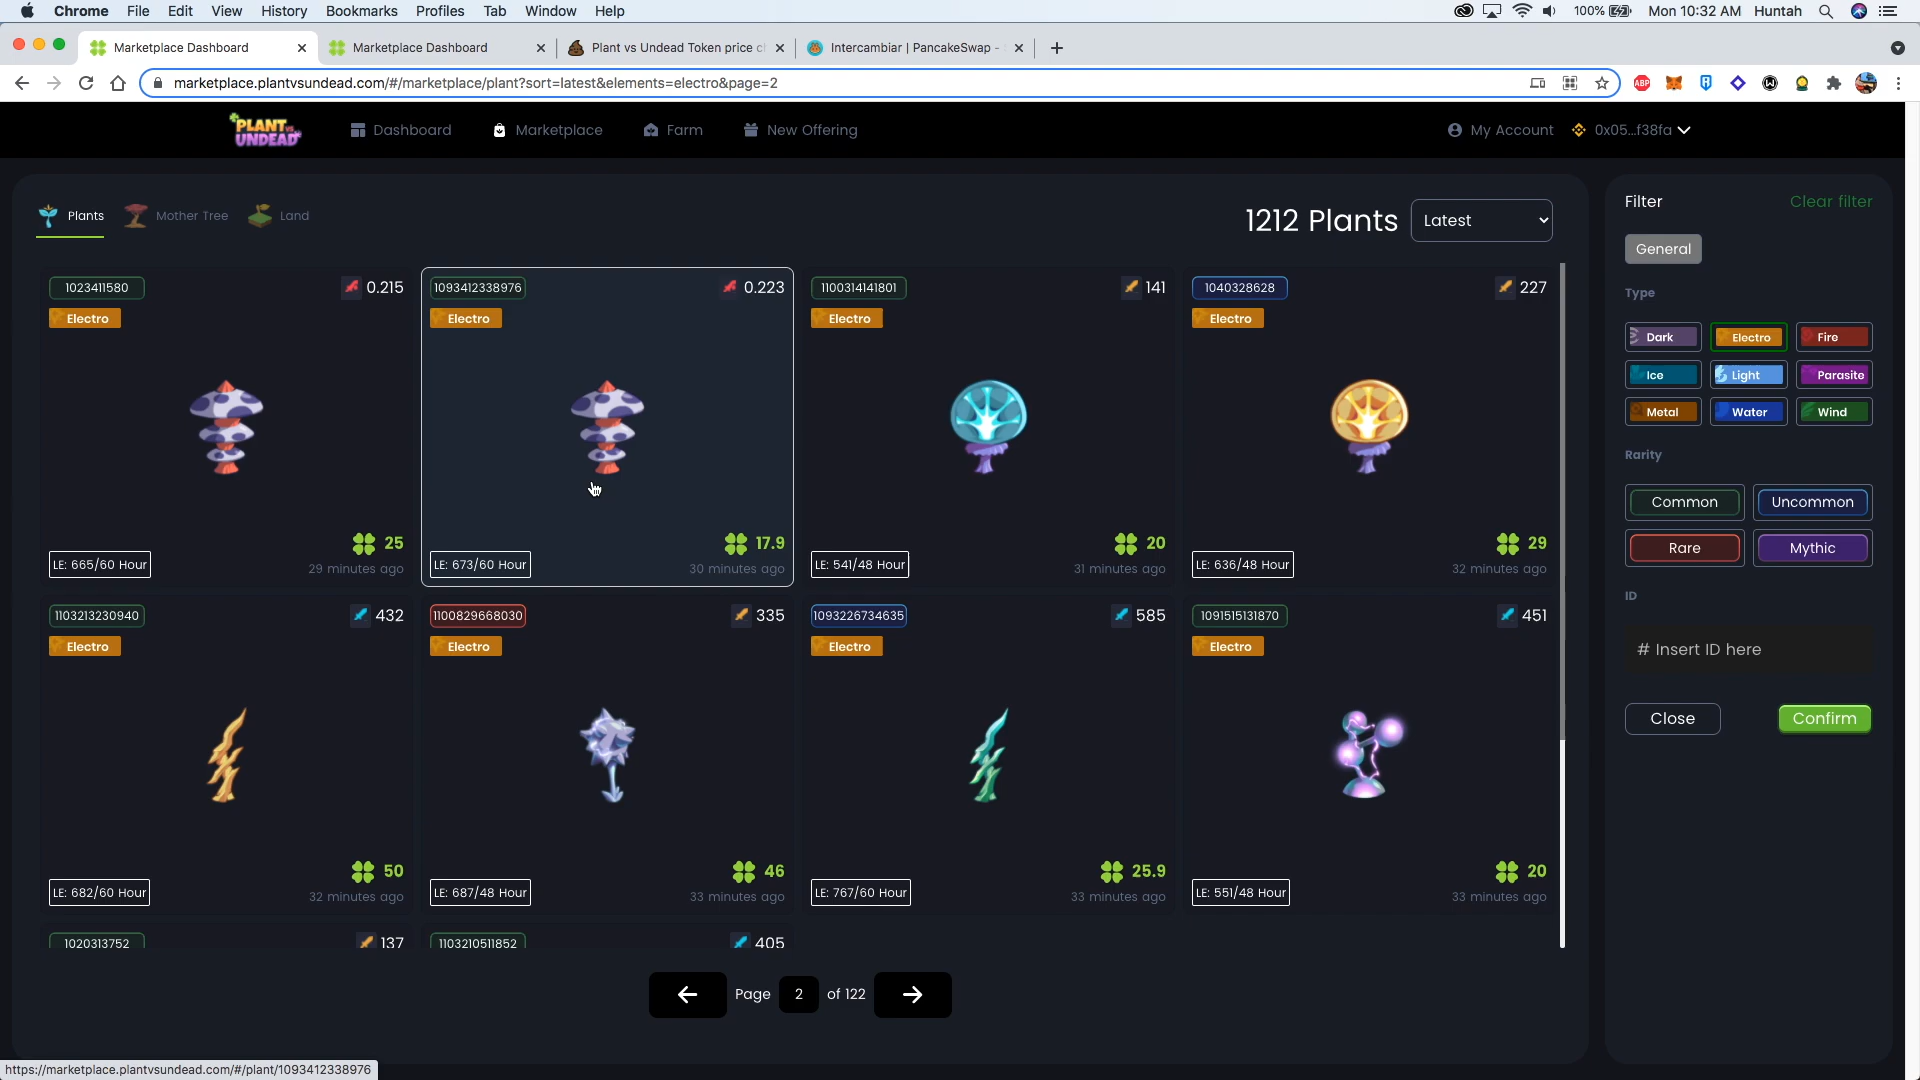 Chrome File Edit View History Bookmarks Profiles Tab Window Help 100% Mon 10:32 AM Huntah
Marketplace Dashboard Marketplace Dashboard Plant vs Undead Token price c Intercambiar | PancakeSwap -
marketplace.plantvsundead.com/#/marketplace/plant?sort=latest&elements=electro&page=2
ABP
PLANT VS UNDEAD Dashboard Marketplace Farm New Offering My Account 0x05...f38fa
Plants Mother Tree Land 1212 Plants Latest
1023411580 0.215 1093412338976 0.223 1100314141801 141 1040328628 227
Electro Electro Electro Electro
25 17.9 20 29
LE: 665/60 Hour 29 minutes ago LE: 673/60 Hour 30 minutes ago LE: 541/48 Hour 31 minutes ago LE: 636/48 Hour 32 minutes ago
1103213230940 432 1100829668030 335 1093226734635 585 1091515131870 451
Electro Electro Electro Electro
50 46 25.9 20
LE: 682/60 Hour 32 minutes ago LE: 687/48 Hour 33 minutes ago LE: 767/60 Hour 33 minutes ago LE: 551/48 Hour 33 minutes ago
1020313752 137 1103210511852 405
Page 2 of 122
Filter Clear filter
General
Type
Dark Electro Fire
Ice Light Parasite
Metal Water Wind
Rarity
Common Uncommon
Rare Mythic
ID
# Insert ID here
Close Confirm
https://marketplace.plantvsundead.com/#/plant/1093412338976